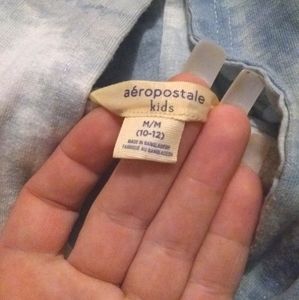 aéropostale
kids
M/M
(10-12)
MADE IN BANGLADESH
FABRIQUÉ AU BANGLADESH